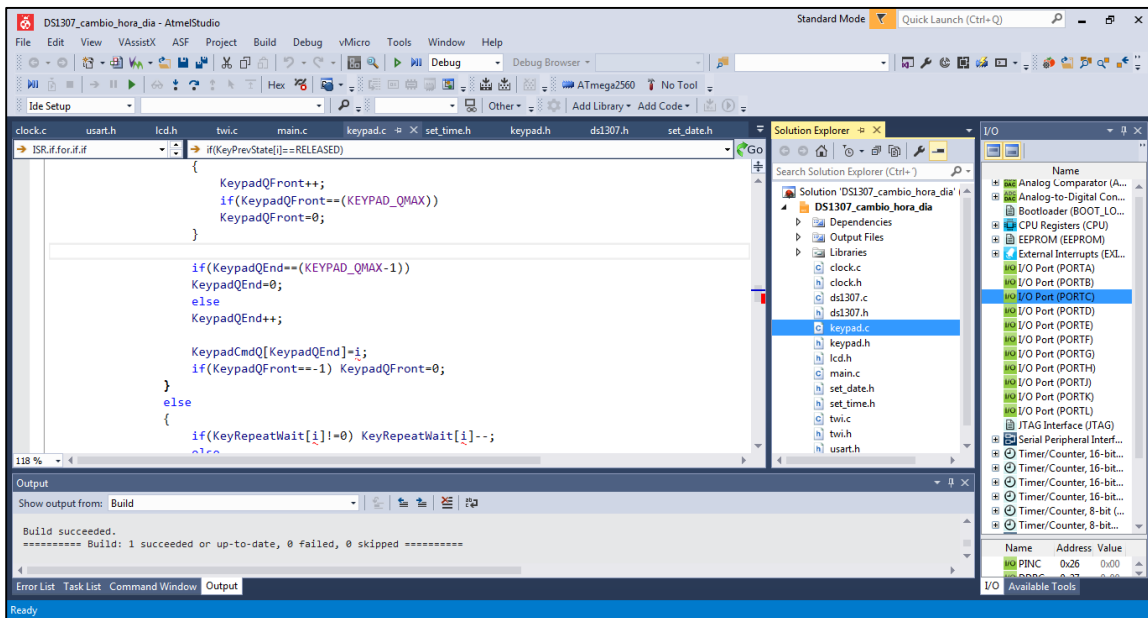 DS1307_cambio_hora_dia - AtmelStudio
Standard Mode
Quick Launch (Ctrl+Q)
File Edit View VAssistX ASF Project Build Debug vMicro Tools Window Help
Debug Debug Browser
Hex ATmega2560 No Tool
Ide Setup Other Add Library Add Code
clock.c usart.h lcd.h twi.c main.c keypad.c set_time.h keypad.h ds1307.h set_date.h
ISR.if.for.if.if if(KeyPrevState[i]==RELEASED) Go
{
KeypadQFront++;
if(KeypadQFront==(KEYPAD_QMAX))
KeypadQFront=0;
}
if(KeypadQEnd==(KEYPAD_QMAX-1))
KeypadQEnd=0;
else
KeypadQEnd++;
KeypadCmdQ[KeypadQEnd]=i;
if(KeypadQFront==-1) KeypadQFront=0;
}
else
{
if(KeyRepeatWait[i]!=0) KeyRepeatWait[i]--;
else
118 %
Solution Explorer
Search Solution Explorer (Ctrl+´)
Solution 'DS1307_cambio_hora_dia' (
DS1307_cambio_hora_dia
Dependencies
Output Files
Libraries
clock.c
clock.h
ds1307.c
ds1307.h
keypad.c
keypad.h
lcd.h
main.c
set_date.h
set_time.h
twi.c
twi.h
usart.h
I/O
Name
Analog Comparator (A...
Analog-to-Digital Con...
Bootloader (BOOT_LO...
CPU Registers (CPU)
EEPROM (EEPROM)
External Interrupts (EXI...
I/O Port (PORTA)
I/O Port (PORTB)
I/O Port (PORTC)
I/O Port (PORTD)
I/O Port (PORTE)
I/O Port (PORTF)
I/O Port (PORTG)
I/O Port (PORTH)
I/O Port (PORTJ)
I/O Port (PORTK)
I/O Port (PORTL)
JTAG Interface (JTAG)
Serial Peripheral Interf...
Timer/Counter, 16-bit...
Timer/Counter, 16-bit...
Timer/Counter, 16-bit...
Timer/Counter, 16-bit...
Timer/Counter, 8-bit (...
Timer/Counter, 8-bit...
Name Address Value
PINC 0x26 0x00
I/O Available Tools
Output
Show output from: Build
Build succeeded.
========== Build: 1 succeeded or up-to-date, 0 failed, 0 skipped ==========
Error List Task List Command Window Output
Ready